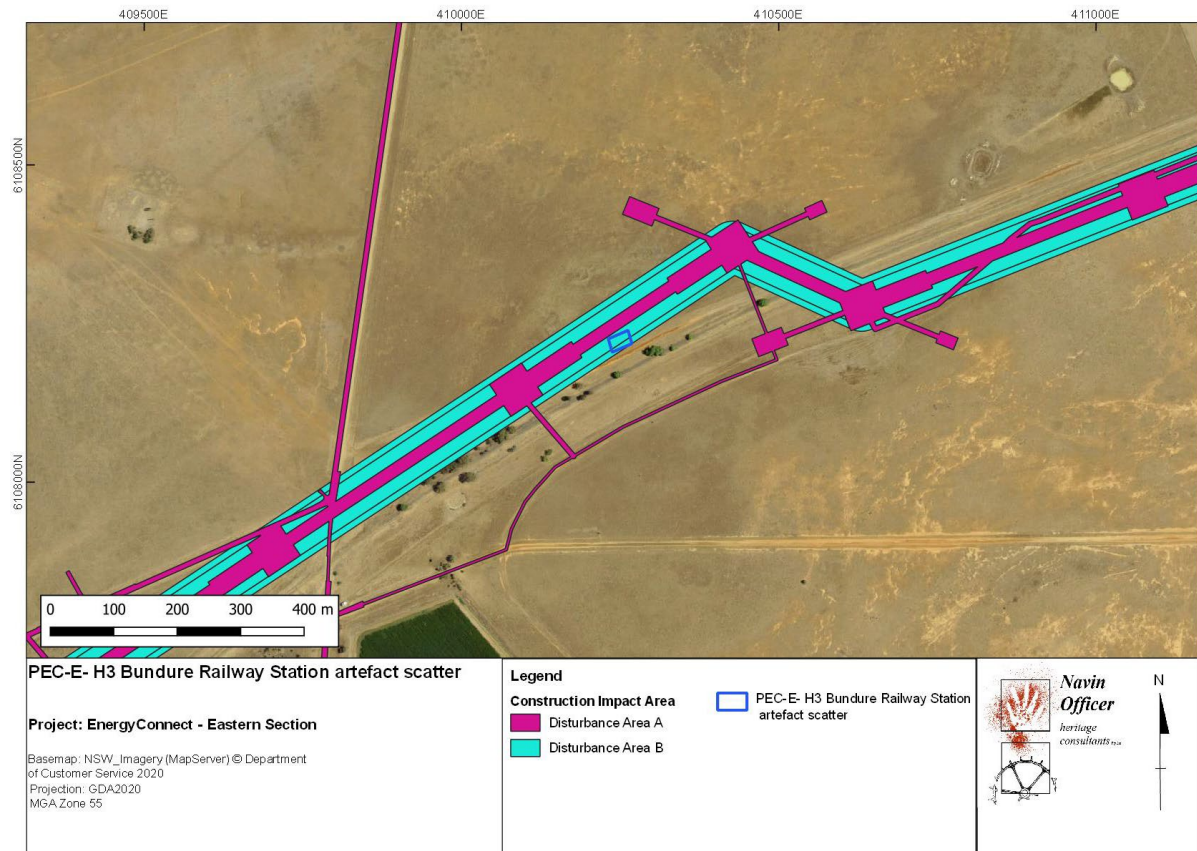 409500E
410000E
410500E
411000E
6108500N
6108000N
0 100 200 300 400 m
PEC-E- H3 Bundure Railway Station artefact scatter
Project: EnergyConnect - Eastern Section
Basemap: NSW_Imagery (MapServer) © Department
of Customer Service 2020
Projection: GDA2020
MGA Zone 55
Legend
Construction Impact Area
Disturbance Area A
Disturbance Area B
PEC-E- H3 Bundure Railway Station
artefact scatter
Navin
Officer
heritage
consultants
N